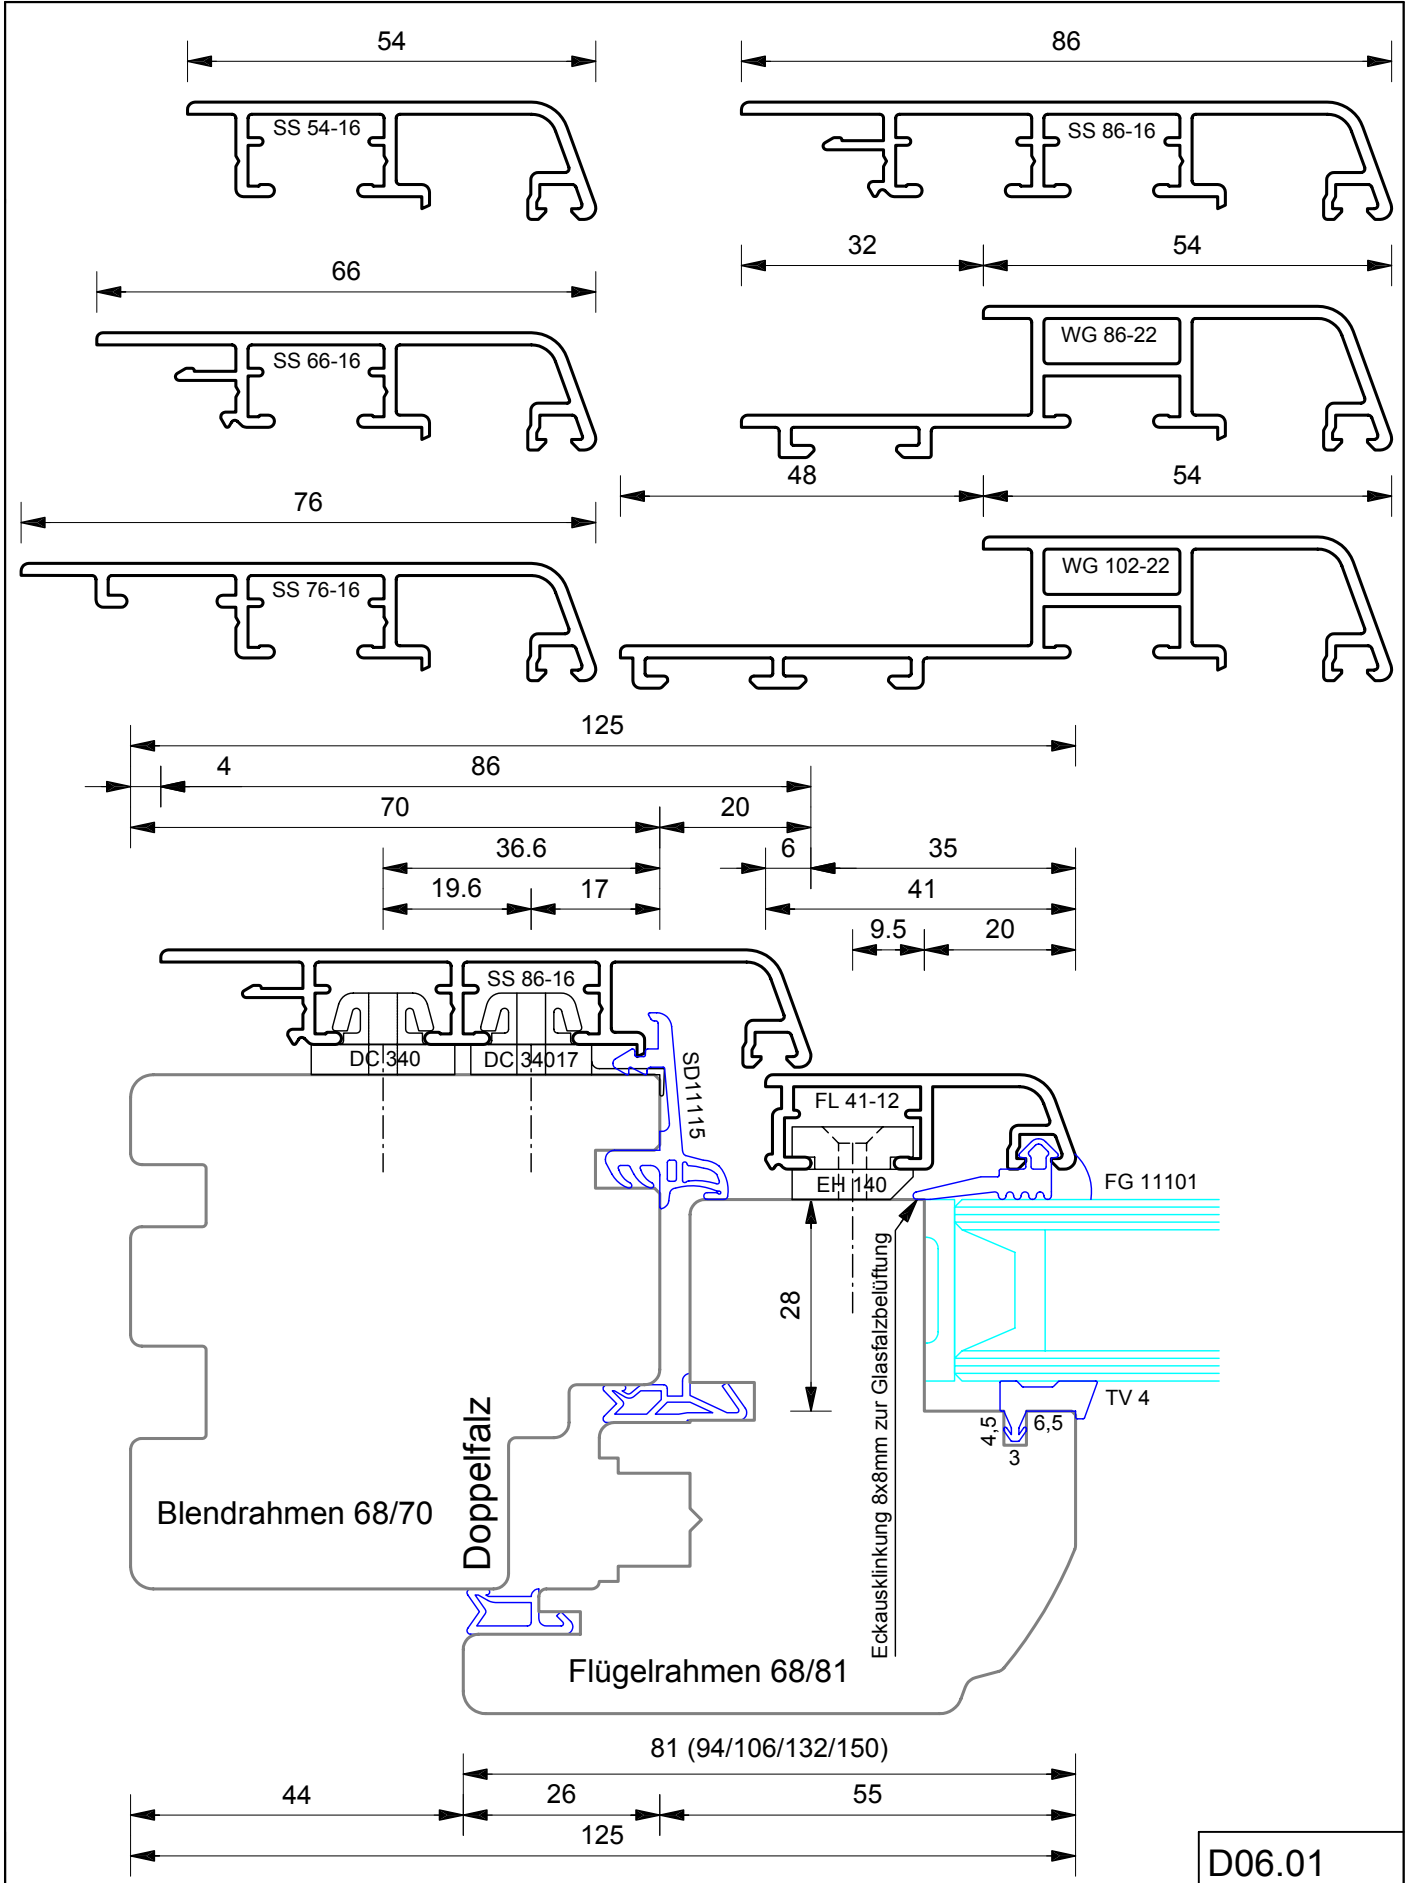 54
86
SS 54-16
SS 86-16
32
54
66
SS 66-16
WG 86-22
48
54
76
SS 76-16
WG 102-22
125
4
86
70
20
36.6
6
35
19.6
17
41
9.5
20
SS 86-16
DC 340
DC 34017
SD11115
FL 41-12
EH 140
FG 11101
28
Eckausklinkung 8x8mm zur Glasfalzbelüftung
TV 4
4,5
6,5
3
Doppelfalz
Blendrahmen 68/70
Flügelrahmen 68/81
81 (94/106/132/150)
44
26
55
125
D06.01